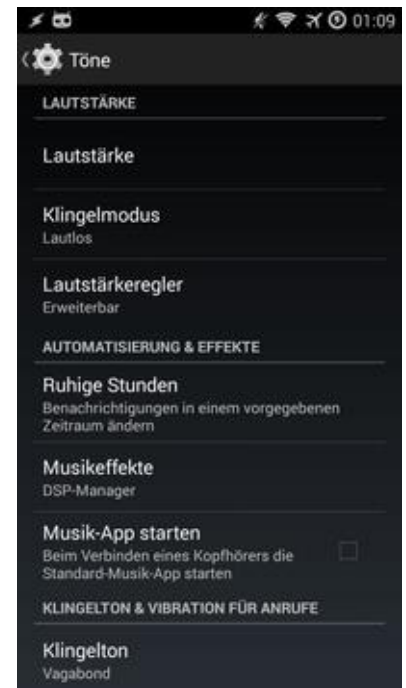 01:09
Töne
LAUTSTÄRKE
Lautstärke
Klingelmodus
Lautlos
Lautstärkeregler
Erweiterbar
AUTOMATISIERUNG & EFFEKTE
Ruhige Stunden
Benachrichtigungen in einem vorgegebenen
Zeitraum ändern
Musikeffekte
DSP-Manager
Musik-App starten
Beim Verbinden eines Kopfhörers die
Standard-Musik-App starten
KLINGELTON & VIBRATION FÜR ANRUFE
Klingelton
Vagabond